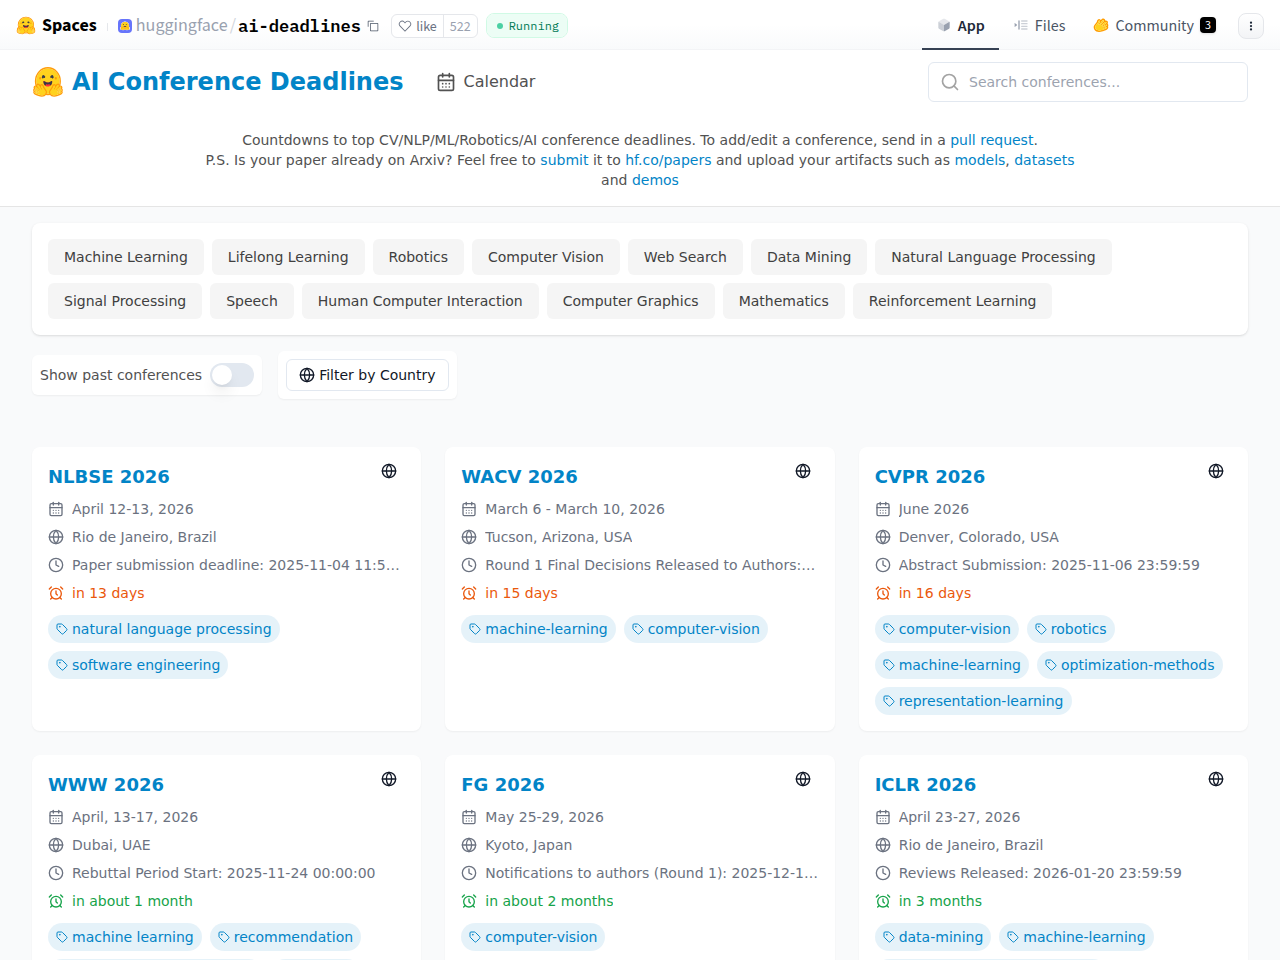 Spaces huggingface/ai-deadlines like 522 Running App Files Community 3
AI Conference Deadlines Calendar Search conferences...
Countdowns to top CV/NLP/ML/Robotics/AI conference deadlines. To add/edit a conference, send in a pull request.
P.S. Is your paper already on Arxiv? Feel free to submit it to hf.co/papers and upload your artifacts such as models, datasets
and demos
Machine Learning Lifelong Learning Robotics Computer Vision Web Search Data Mining Natural Language Processing
Signal Processing Speech Human Computer Interaction Computer Graphics Mathematics Reinforcement Learning
Show past conferences Filter by Country
NLBSE 2026
April 12-13, 2026
Rio de Janeiro, Brazil
Paper submission deadline: 2025-11-04 11:5...
in 13 days
natural language processing
software engineering
WACV 2026
March 6 - March 10, 2026
Tucson, Arizona, USA
Round 1 Final Decisions Released to Authors:...
in 15 days
machine-learning computer-vision
CVPR 2026
June 2026
Denver, Colorado, USA
Abstract Submission: 2025-11-06 23:59:59
in 16 days
computer-vision robotics
machine-learning optimization-methods
representation-learning
WWW 2026
April, 13-17, 2026
Dubai, UAE
Rebuttal Period Start: 2025-11-24 00:00:00
in about 1 month
machine learning recommendation
FG 2026
May 25-29, 2026
Kyoto, Japan
Notifications to authors (Round 1): 2025-12-1...
in about 2 months
computer-vision
ICLR 2026
April 23-27, 2026
Rio de Janeiro, Brazil
Reviews Released: 2026-01-20 23:59:59
in 3 months
data-mining machine-learning